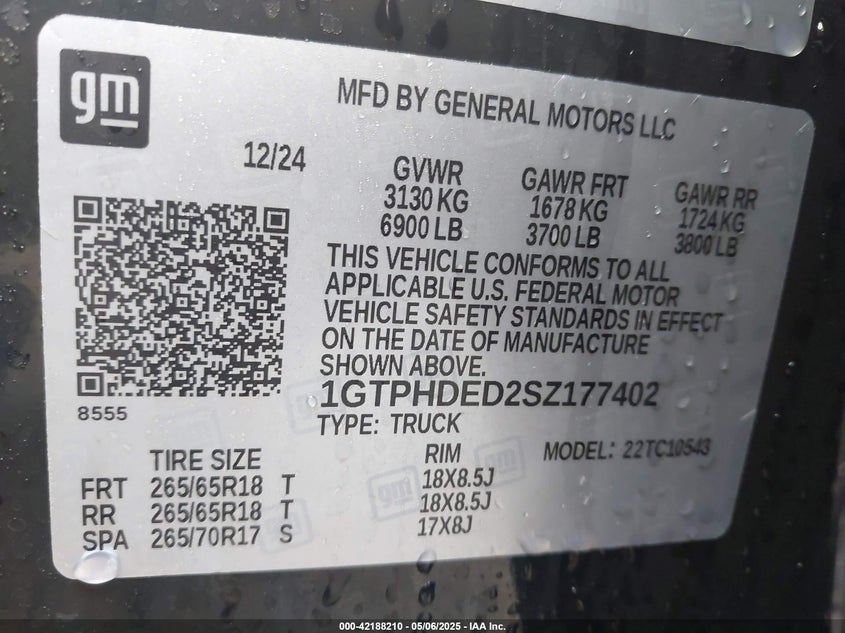 gm
MFD BY GENERAL MOTORS LLC
12/24
GVWR
3130 KG
6900 LB
GAWR FRT
1678 KG
3700 LB
GAWR RR
1724 KG
3800 LB
THIS VEHICLE CONFORMS TO ALL
APPLICABLE U.S. FEDERAL MOTOR
VEHICLE SAFETY STANDARDS IN EFFECT
ON THE DATE OF MANUFACTURE
SHOWN ABOVE.
1GTPHDED2SZ177402
TYPE: TRUCK
8555
MODEL: 22TC10543
TIRE SIZE RIM
FRT 265/65R18 T 18X8.5J
RR 265/65R18 T 18X8.5J
SPA 265/70R17 S 17X8J
000-42188210 - 05/06/2025 - IAA Inc.